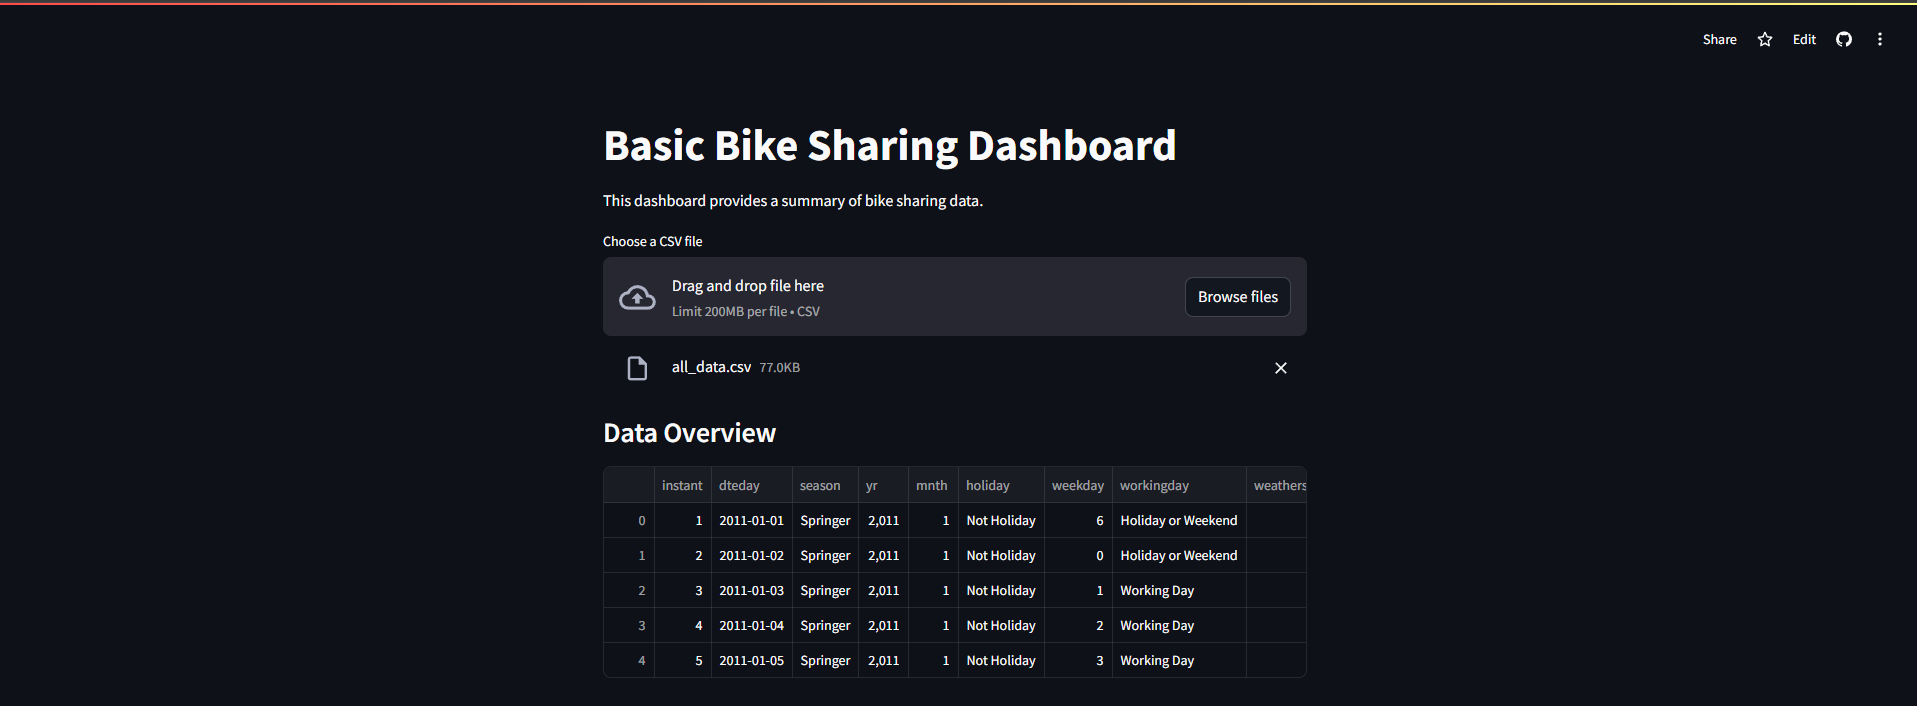 Share Edit
Basic Bike Sharing Dashboard
This dashboard provides a summary of bike sharing data.
Choose a CSV file
Drag and drop file here
Limit 200MB per file • CSV
Browse files
all_data.csv 77.0KB
Data Overview
instant dteday season yr mnth holiday weekday workingday weathers
0 1 2011-01-01 Springer 2,011 1 Not Holiday 6 Holiday or Weekend
1 2 2011-01-02 Springer 2,011 1 Not Holiday 0 Holiday or Weekend
2 3 2011-01-03 Springer 2,011 1 Not Holiday 1 Working Day
3 4 2011-01-04 Springer 2,011 1 Not Holiday 2 Working Day
4 5 2011-01-05 Springer 2,011 1 Not Holiday 3 Working Day